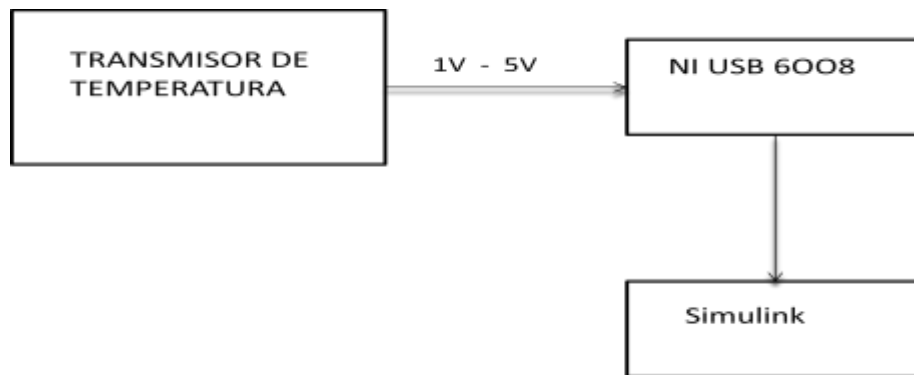 TRANSMISOR DE
TEMPERATURA
1V - 5V
NI USB 6OO8
Simulink